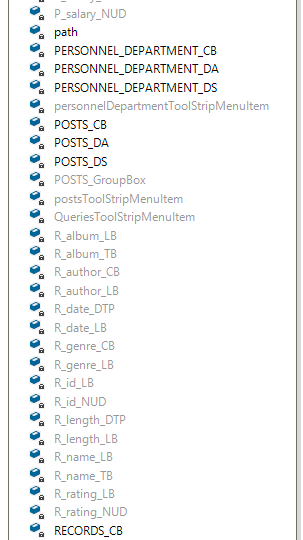 P_salary_NUD
path
PERSONNEL_DEPARTMENT_CB
PERSONNEL_DEPARTMENT_DA
PERSONNEL_DEPARTMENT_DS
personnelDepartmentToolStripMenuItem
POSTS_CB
POSTS_DA
POSTS_DS
POSTS_GroupBox
postsToolStripMenuItem
QueriesToolStripMenuItem
R_album_LB
R_album_TB
R_author_CB
R_author_LB
R_date_DTP
R_date_LB
R_genre_CB
R_genre_LB
R_id_LB
R_id_NUD
R_length_DTP
R_length_LB
R_name_LB
R_name_TB
R_rating_LB
R_rating_NUD
RECORDS_CB